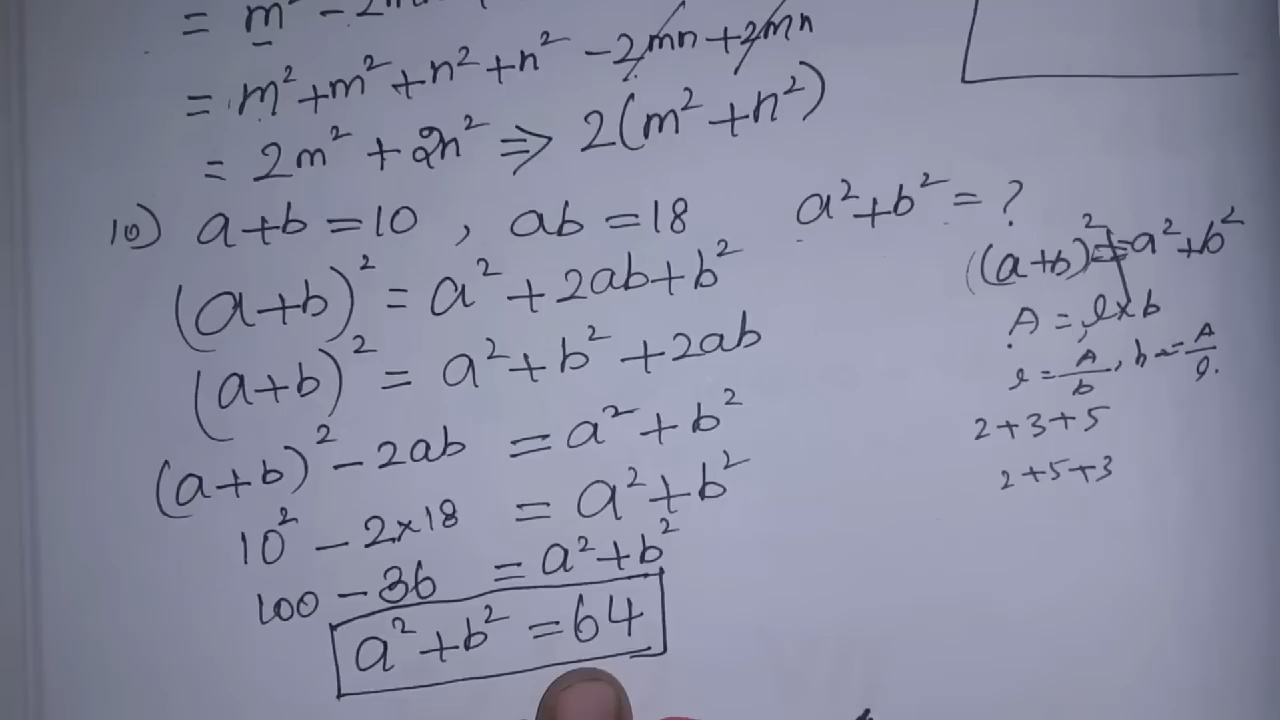 = m² - 2m
= m² + m² + n² + n² - 2mn + 2mn
= 2m² + 2n² ⇒ 2(m² + n²)
10) a+b = 10 , ab = 18 a² + b² = ?
(a+b)² = a² + 2ab + b²
(a+b)² = a² + b² + 2ab
(a+b)² - 2ab = a² + b²
10² - 2×18 = a² + b²
100 - 36 = a² + b²
a² + b² = 64
(a+b)² ≠ a² + b²
A = l×b
l = A/b , b = A/l.
2+3+5
2+5+3